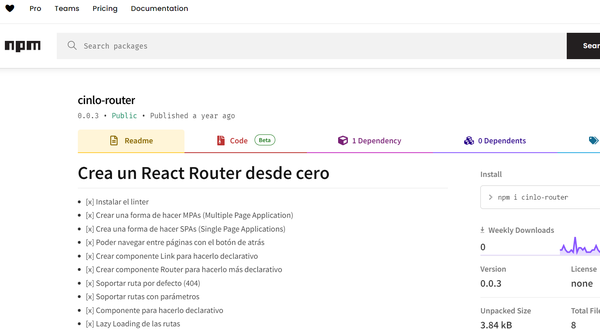 Pro Teams Pricing Documentation
npm Search packages Sear
cinlo-router
0.0.3 • Public • Published a year ago
Readme Code Beta 1 Dependency 0 Dependents
Crea un React Router desde cero
[x] Instalar el linter
[x] Crear una forma de hacer MPAs (Multiple Page Application)
[x] Crea una forma de hacer SPAs (Single Page Applications)
[x] Poder navegar entre páginas con el botón de atrás
[x] Crear componente Link para hacerlo declarativo
[x] Crear componente Router para hacerlo más declarativo
[x] Soportar ruta por defecto (404)
[x] Soportar rutas con parámetros
[x] Componente para hacerlo declarativo
[x] Lazy Loading de las rutas
Install
npm i cinlo-router
Weekly Downloads
0
Version License
0.0.3 none
Unpacked Size Total File
3.84 kB 8